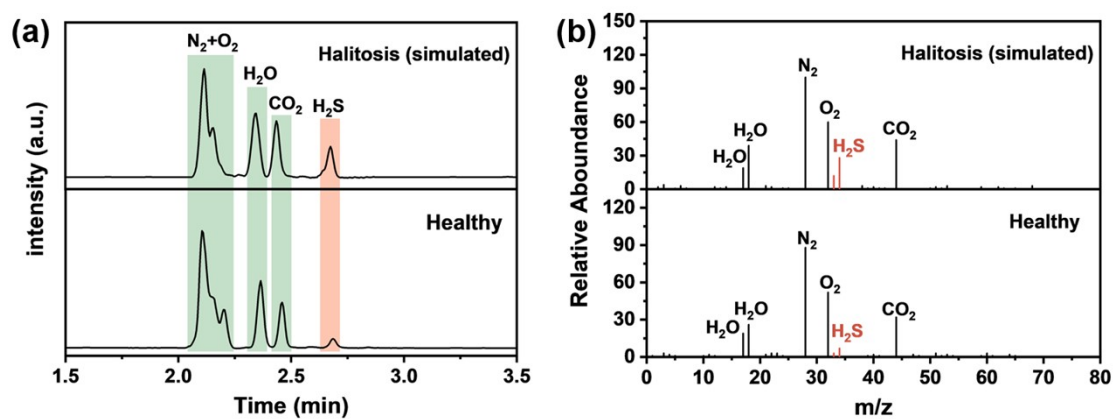 (a)
N₂+O₂
Halitosis (simulated)
H₂O
CO₂
H₂S
Healthy
intensity (a.u.)
1.5 2.0 2.5 3.0 3.5
Time (min)
(b)
150
120
90
60
30
0
Halitosis (simulated)
N₂
O₂
H₂O
H₂O
H₂S
CO₂
150
120
90
60
30
0
Healthy
N₂
O₂
H₂O
H₂O
H₂S
CO₂
Relative Aboundance
0 10 20 30 40 50 60 70 80
m/z